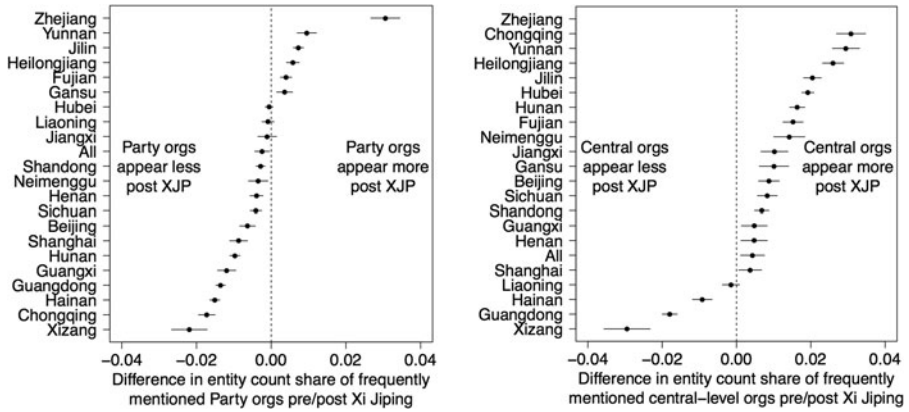 Zhejiang
Yunnan
Jilin
Heilongjiang
Fujian
Gansu
Hubei
Liaoning
Jiangxi
All
Shandong
Neimenggu
Henan
Sichuan
Beijing
Shanghai
Hunan
Guangxi
Guangdong
Hainan
Chongqing
Xizang
Party orgs
appear less
post XJP
Party orgs
appear more
post XJP
−0.04
−0.02
0.00
0.02
0.04
Difference in entity count share of frequently
mentioned Party orgs pre/post Xi Jiping
Zhejiang
Chongqing
Yunnan
Heilongjiang
Jilin
Hubei
Hunan
Fujian
Neimenggu
Jiangxi
Gansu
Beijing
Sichuan
Shandong
Guangxi
Henan
All
Shanghai
Liaoning
Hainan
Guangdong
Xizang
Central orgs
appear less
post XJP
Central orgs
appear more
post XJP
−0.04
−0.02
0.00
0.02
0.04
Difference in entity count share of frequently
mentioned central−level orgs pre/post Xi Jiping